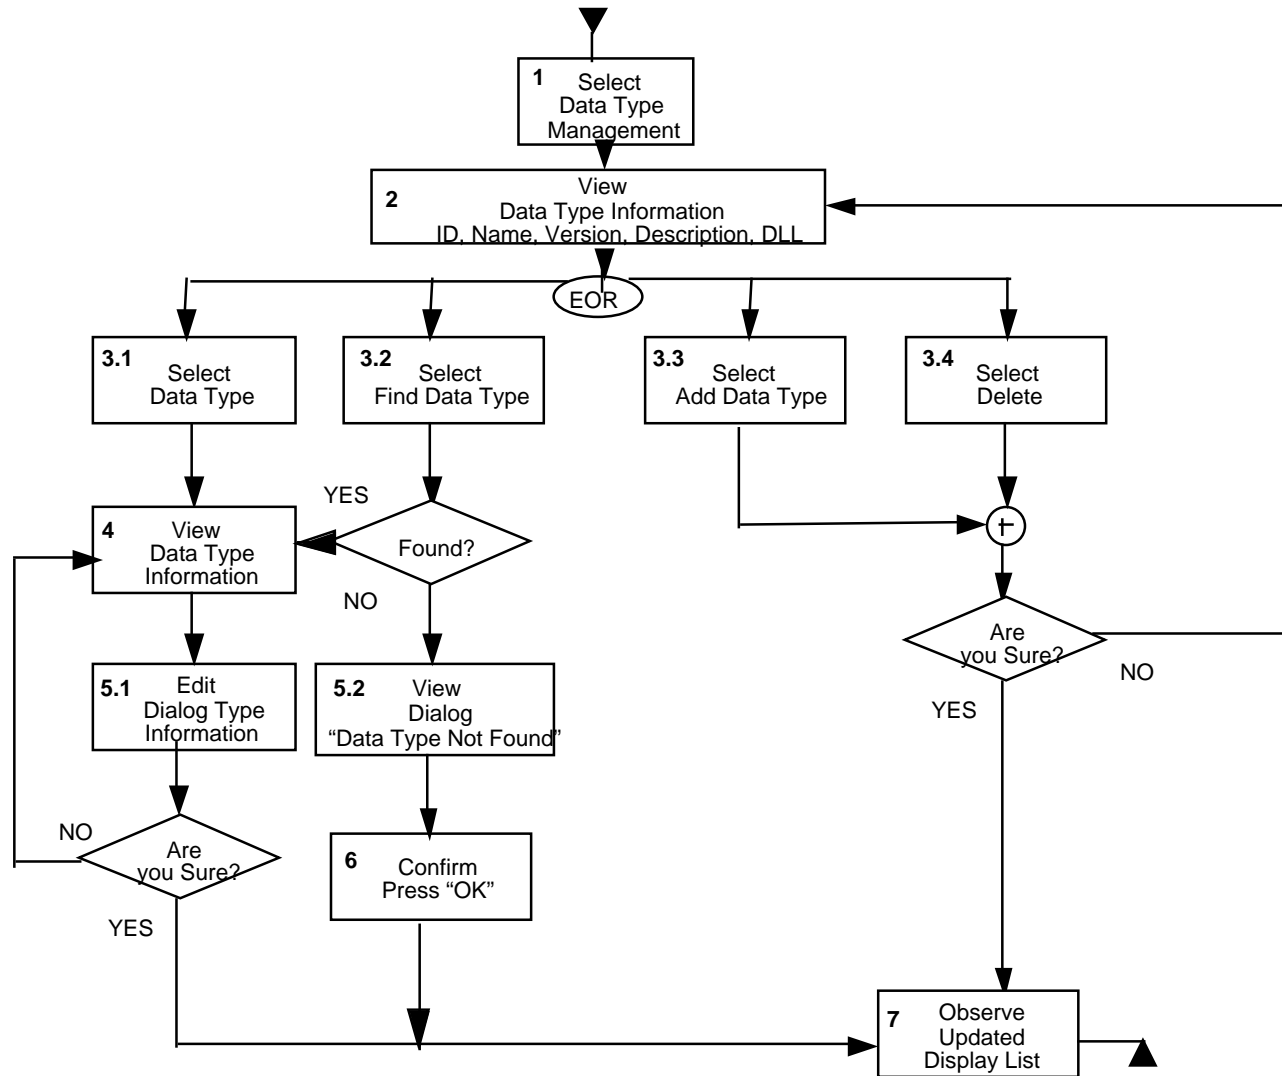 1
Select
Data Type
Management
2
View
Data Type Information
ID, Name, Version, Description, DLL
EOR
3.1
Select
Data Type
3.2
Select
Find Data Type
3.3
Select
Add Data Type
3.4
Select
Delete
YES
4
View
Data Type
Information
Found?
NO
Are
you Sure?
NO
YES
5.1
Edit
Dialog Type
Information
5.2
View
Dialog
“Data Type Not Found”
NO
Are
you Sure?
YES
6
Confirm
Press “OK”
7
Observe
Updated
Display List